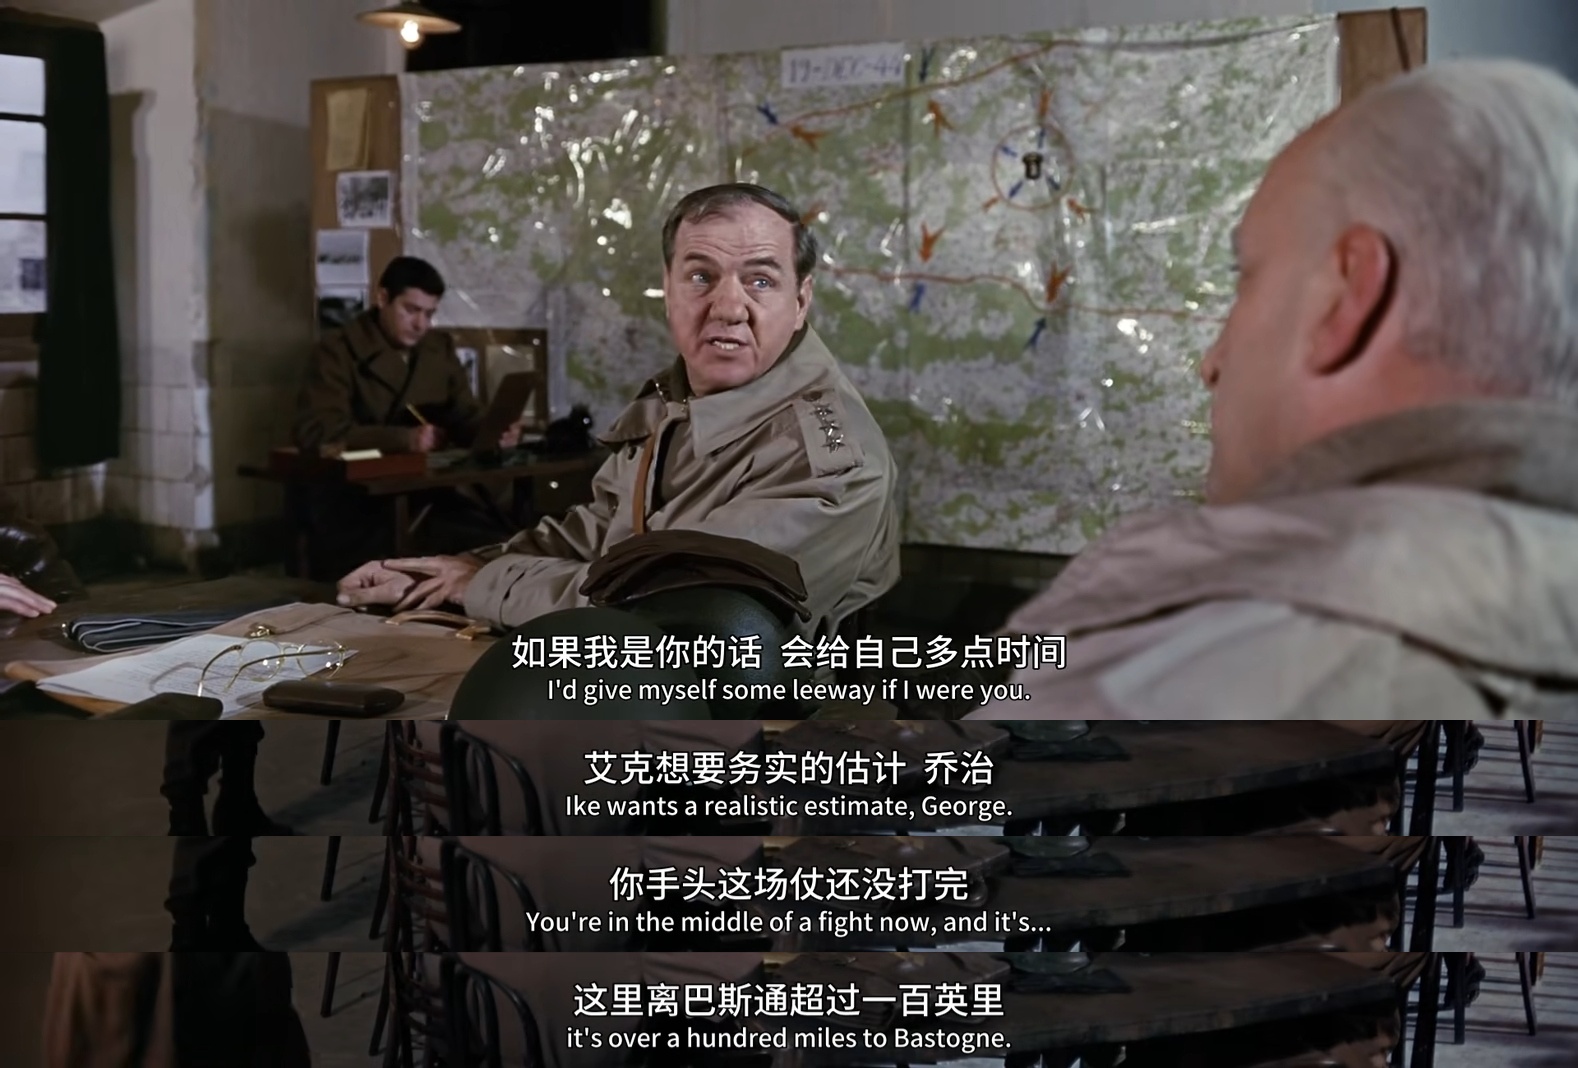 19-DEC-44
如果我是你的话 会给自己多点时间
I'd give myself some leeway if I were you.
艾克想要务实的估计 乔治
Ike wants a realistic estimate, George.
你手头这场仗还没打完
You're in the middle of a fight now, and it's...
这里离巴斯通超过一百英里
it's over a hundred miles to Bastogne.